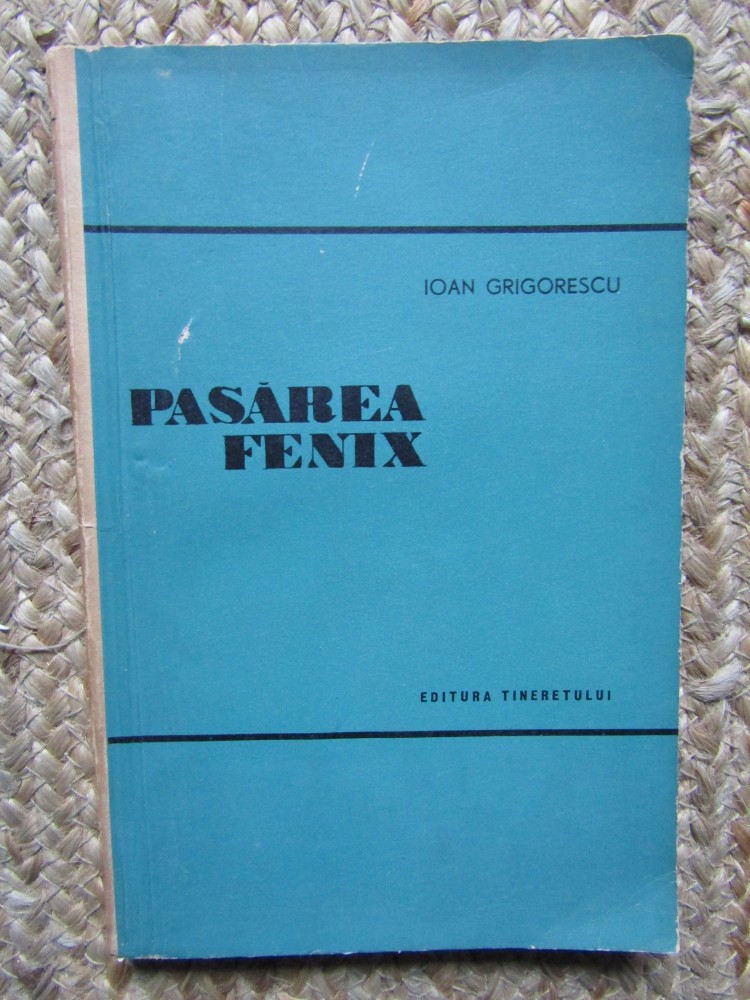 IOAN GRIGORESCU
PASĂREA
FENIX
EDITURA TINERETULUI